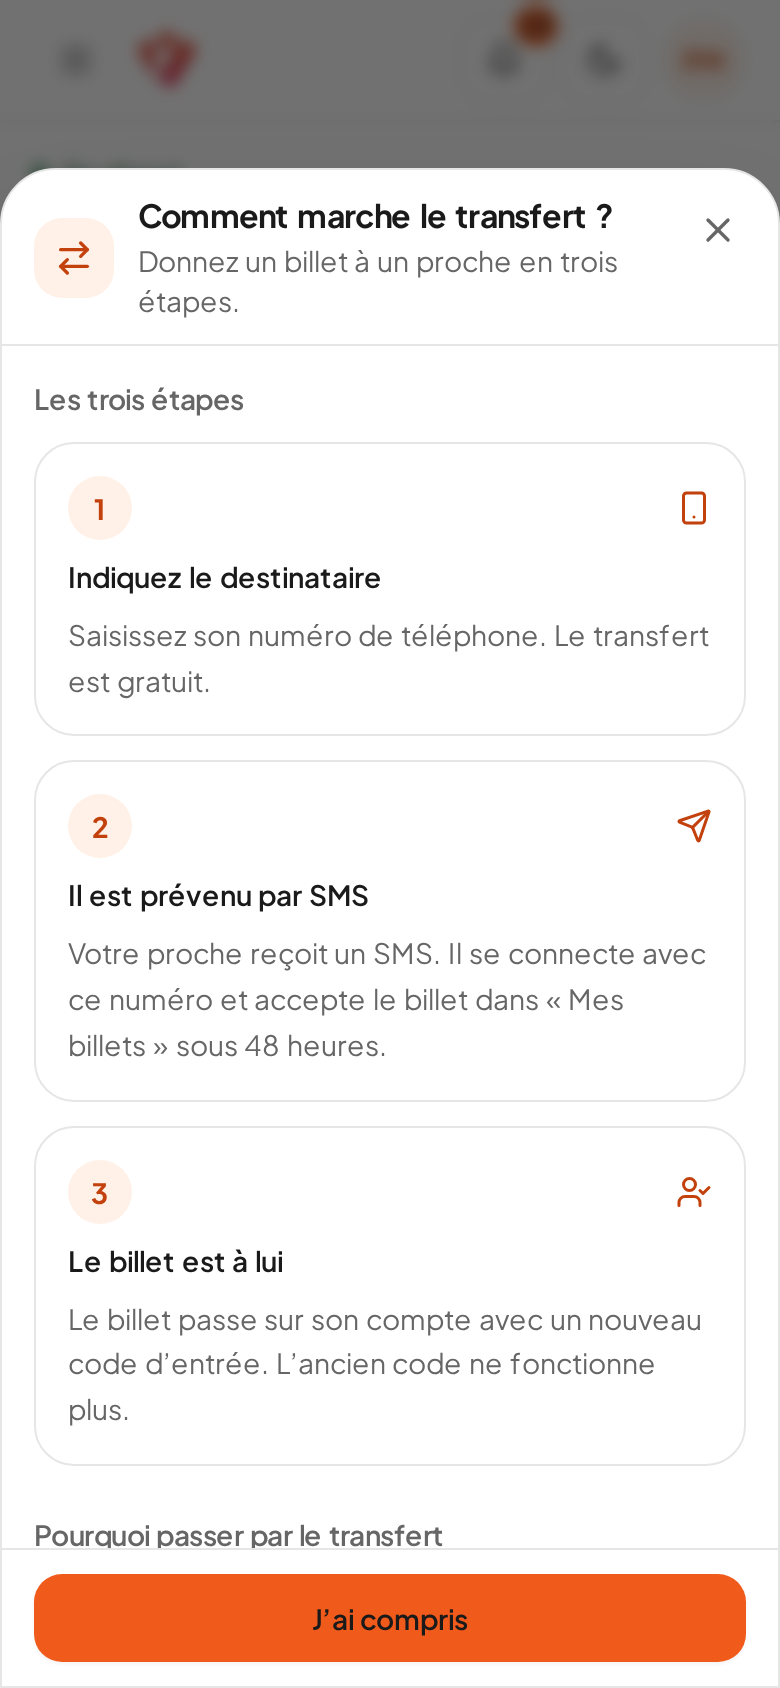 Comment marche le transfert ?
Donnez un billet à un proche en trois
étapes.
Les trois étapes
1
Indiquez le destinataire
Saisissez son numéro de téléphone. Le transfert
est gratuit.
2
Il est prévenu par SMS
Votre proche reçoit un SMS. Il se connecte avec
ce numéro et accepte le billet dans « Mes
billets » sous 48 heures.
3
Le billet est à lui
Le billet passe sur son compte avec un nouveau
code d’entrée. L’ancien code ne fonctionne
plus.
Pourquoi passer par le transfert
J’ai compris